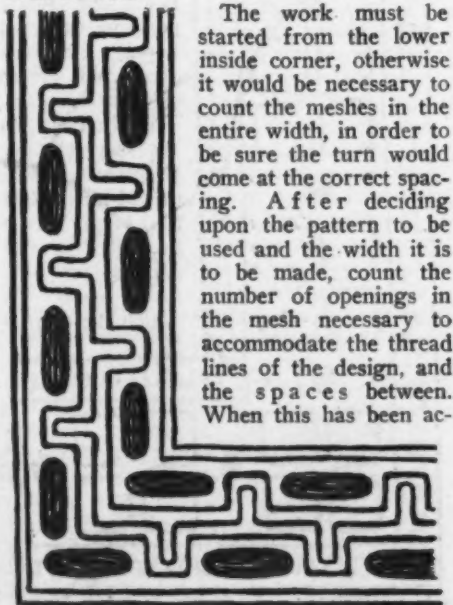 The work must be
started from the lower
inside corner, otherwise
it would be necessary to
count the meshes in the
entire width, in order to
be sure the turn would
come at the correct spac-
ing. After deciding
upon the pattern to be
used and the width it is
to be made, count the
number of openings in
the mesh necessary to
accommodate the thread
lines of the design, and
the spaces between.
When this has been ac-